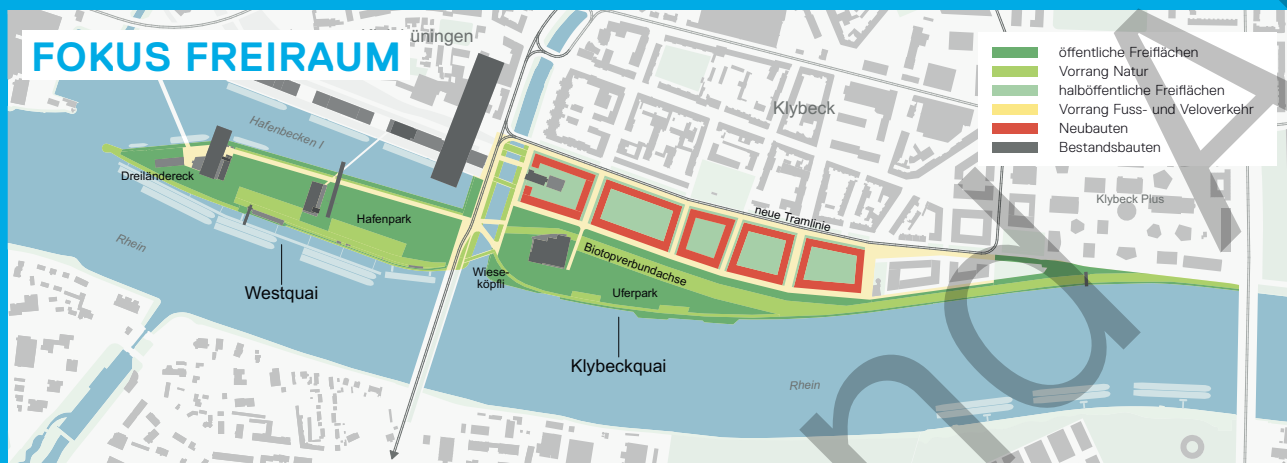 FOKUS FREIRAUM
öffentliche Freiflächen
Vorrang Natur
halböffentliche Freiflächen
Vorrang Fuss- und Veloverkehr
Neubauten
Bestandsbauten
Klybeck
Hafenbecken I
Dreiländereck
Hafenpark
Klybeck Plus
neue Tramlinie
Rhein
Biotopverbundachse
Wiese-
köpfli
Uferpark
Westquai
Klybeckquai
Rhein